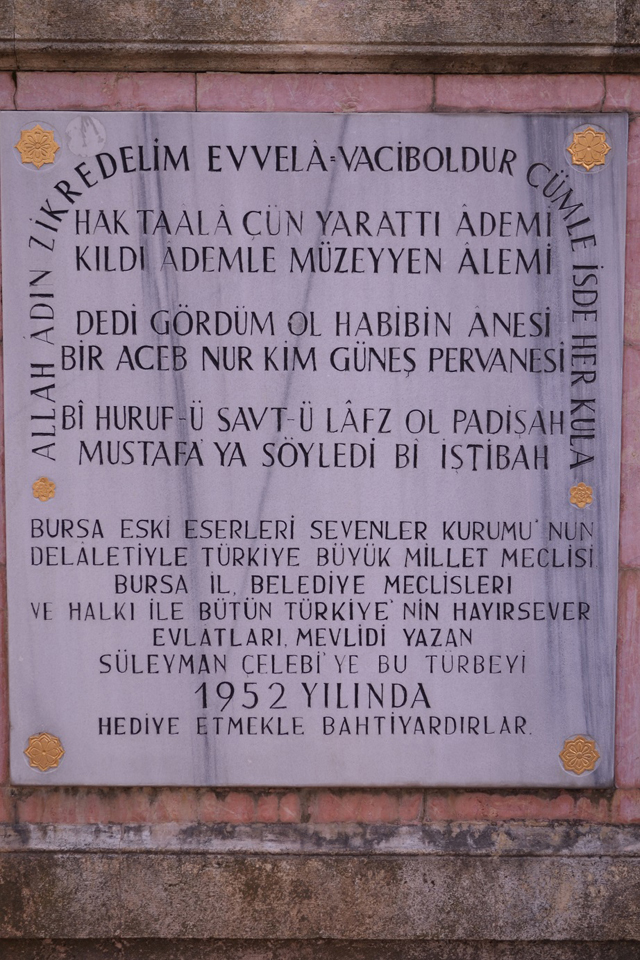 ALLAH ADIN ZİKREDELİM EVVELÂ=VACİBOLDUR CÜMLE İSDE HER KULA
HAK TAÂLÂ ÇÜN YARATTI ÂDEMİ
KILDI ÂDEMLE MÜZEYYEN ÂLEMİ
DEDİ GÖRDÜM OL HABİBİN ÂNESİ
BİR ACEB NUR KİM GÜNEŞ PERVANESİ
BÎ HURUF-Ü SAVT-Ü LÂFZ OL PADİŞAH
MUSTAFA'YA SÖYLEDİ BÎ İŞTİBAH
BURSA ESKİ ESERLERİ SEVENLER KURUMU'NUN
DELÂLETİYLE TÜRKİYE BÜYÜK MİLLET MECLİSİ
BURSA İL, BELEDİYE MECLİSLERİ
VE HALKI İLE BÜTÜN TÜRKİYE'NİN HAYIRSEVER
EVLATLARI, MEVLİDİ YAZAN
SÜLEYMAN ÇELEBİ'YE BU TÜRBEYİ
1952 YILINDA
HEDİYE ETMEKLE BAHTİYARDIRLAR.